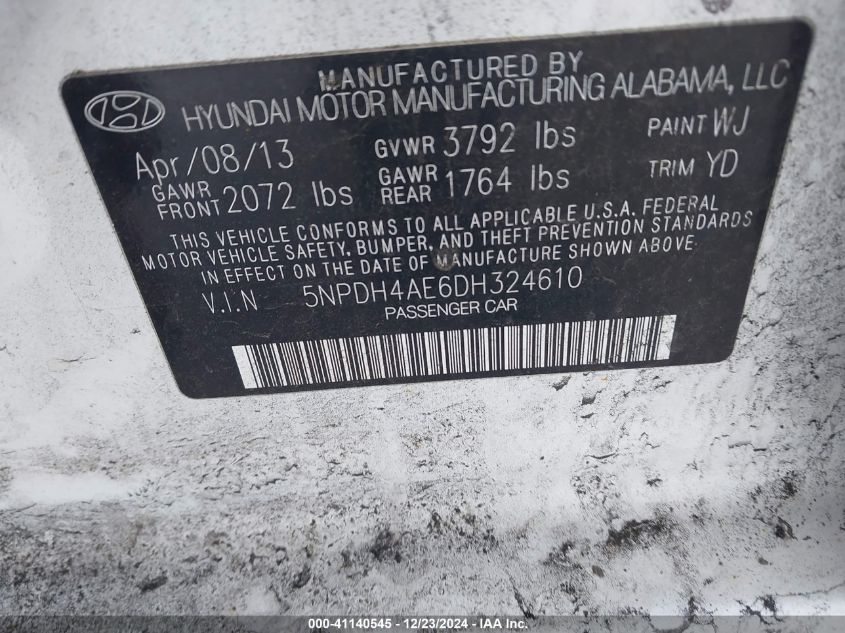 MANUFACTURED BY
HYUNDAI MOTOR MANUFACTURING ALABAMA, LLC
Apr/08/13 GVWR 3792 lbs PAINT WJ
GAWR FRONT 2072 lbs GAWR REAR 1764 lbs TRIM YD
THIS VEHICLE CONFORMS TO ALL APPLICABLE U.S.A. FEDERAL
MOTOR VEHICLE SAFETY, BUMPER, AND THEFT PREVENTION STANDARDS
IN EFFECT ON THE DATE OF MANUFACTURE SHOWN ABOVE.
V.I.N 5NPDH4AE6DH324610
PASSENGER CAR
000-41140545 - 12/23/2024 - IAA Inc.